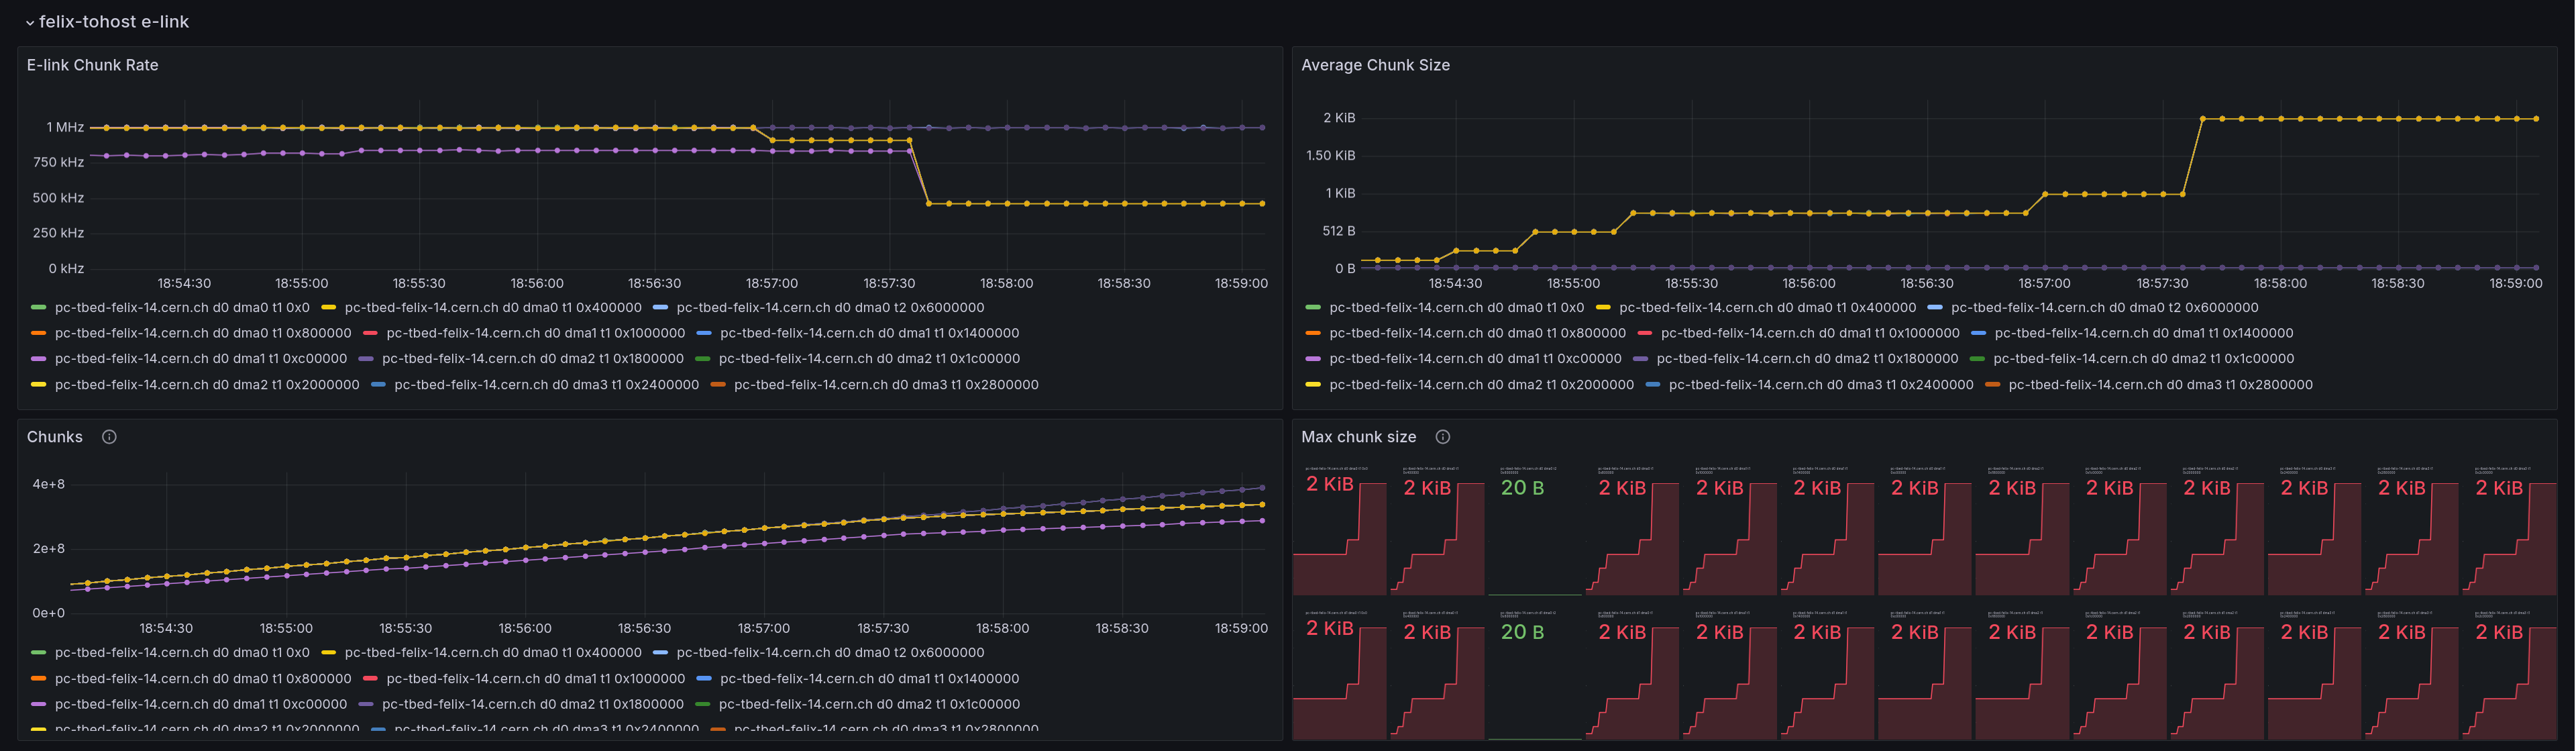 felix-tohost e-link
E-link Chunk Rate
1 MHz
750 kHz
500 kHz
250 kHz
0 kHz
18:54:30 18:55:00 18:55:30 18:56:00 18:56:30 18:57:00 18:57:30 18:58:00 18:58:30 18:59:00
pc-tbed-felix-14.cern.ch d0 dma0 t1 0x0 pc-tbed-felix-14.cern.ch d0 dma0 t1 0x400000 pc-tbed-felix-14.cern.ch d0 dma0 t2 0x6000000
pc-tbed-felix-14.cern.ch d0 dma0 t1 0x800000 pc-tbed-felix-14.cern.ch d0 dma1 t1 0x1000000 pc-tbed-felix-14.cern.ch d0 dma1 t1 0x1400000
pc-tbed-felix-14.cern.ch d0 dma1 t1 0xc00000 pc-tbed-felix-14.cern.ch d0 dma2 t1 0x1800000 pc-tbed-felix-14.cern.ch d0 dma2 t1 0x1c00000
pc-tbed-felix-14.cern.ch d0 dma2 t1 0x2000000 pc-tbed-felix-14.cern.ch d0 dma3 t1 0x2400000 pc-tbed-felix-14.cern.ch d0 dma3 t1 0x2800000
Average Chunk Size
2 KiB
1.50 KiB
1 KiB
512 B
0 B
18:54:30 18:55:00 18:55:30 18:56:00 18:56:30 18:57:00 18:57:30 18:58:00 18:58:30 18:59:00
pc-tbed-felix-14.cern.ch d0 dma0 t1 0x0 pc-tbed-felix-14.cern.ch d0 dma0 t1 0x400000 pc-tbed-felix-14.cern.ch d0 dma0 t2 0x6000000
pc-tbed-felix-14.cern.ch d0 dma0 t1 0x800000 pc-tbed-felix-14.cern.ch d0 dma1 t1 0x1000000 pc-tbed-felix-14.cern.ch d0 dma1 t1 0x1400000
pc-tbed-felix-14.cern.ch d0 dma1 t1 0xc00000 pc-tbed-felix-14.cern.ch d0 dma2 t1 0x1800000 pc-tbed-felix-14.cern.ch d0 dma2 t1 0x1c00000
pc-tbed-felix-14.cern.ch d0 dma2 t1 0x2000000 pc-tbed-felix-14.cern.ch d0 dma3 t1 0x2400000 pc-tbed-felix-14.cern.ch d0 dma3 t1 0x2800000
Chunks
4e+8
2e+8
0e+0
18:54:30 18:55:00 18:55:30 18:56:00 18:56:30 18:57:00 18:57:30 18:58:00 18:58:30 18:59:00
pc-tbed-felix-14.cern.ch d0 dma0 t1 0x0 pc-tbed-felix-14.cern.ch d0 dma0 t1 0x400000 pc-tbed-felix-14.cern.ch d0 dma0 t2 0x6000000
pc-tbed-felix-14.cern.ch d0 dma0 t1 0x800000 pc-tbed-felix-14.cern.ch d0 dma1 t1 0x1000000 pc-tbed-felix-14.cern.ch d0 dma1 t1 0x1400000
pc-tbed-felix-14.cern.ch d0 dma1 t1 0xc00000 pc-tbed-felix-14.cern.ch d0 dma2 t1 0x1800000 pc-tbed-felix-14.cern.ch d0 dma2 t1 0x1c00000
pc-tbed-felix-14.cern.ch d0 dma2 t1 0x2000000 pc-tbed-felix-14.cern.ch d0 dma3 t1 0x2400000 pc-tbed-felix-14.cern.ch d0 dma3 t1 0x2800000
Max chunk size
2 KiB 2 KiB 20 B 2 KiB 2 KiB 2 KiB 2 KiB 2 KiB 2 KiB 2 KiB 2 KiB 2 KiB 2 KiB
2 KiB 2 KiB 20 B 2 KiB 2 KiB 2 KiB 2 KiB 2 KiB 2 KiB 2 KiB 2 KiB 2 KiB 2 KiB